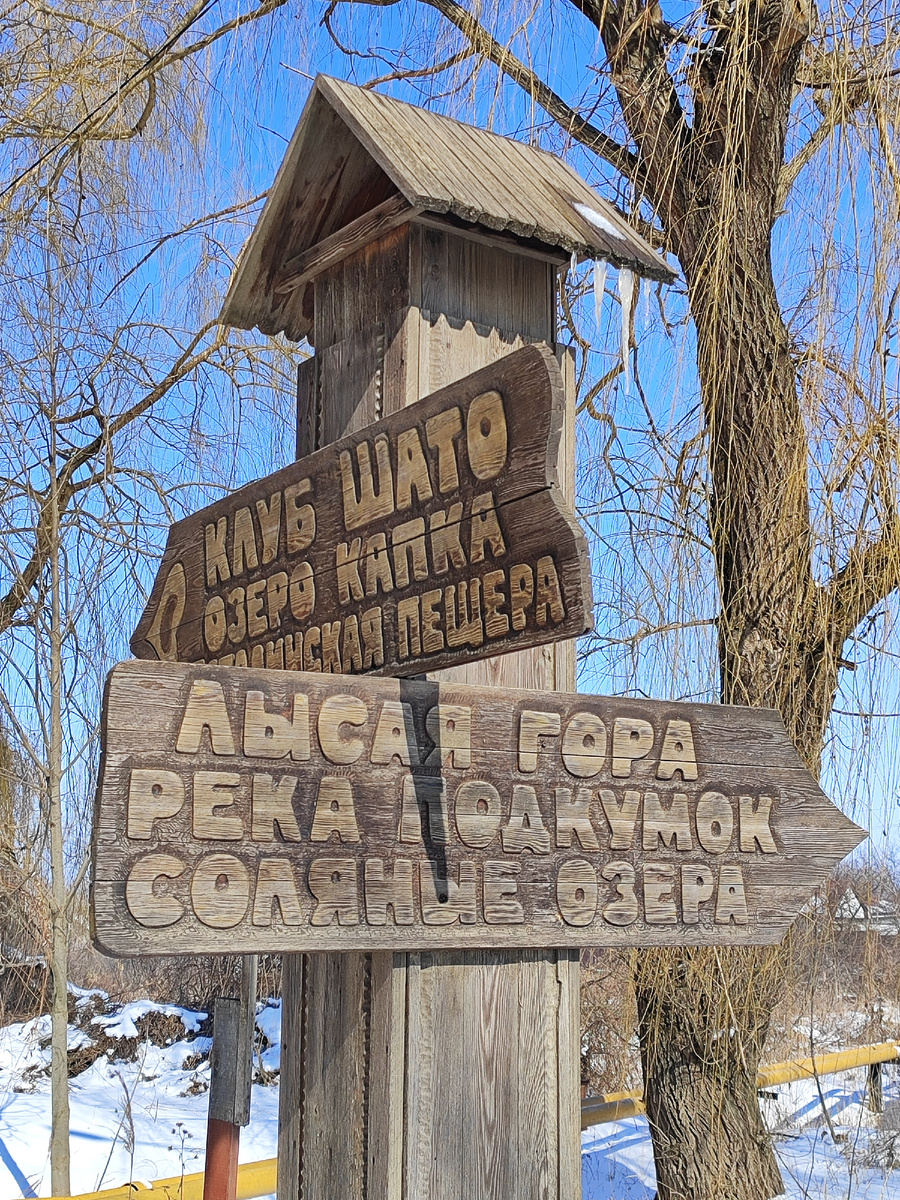 КЛУБ ШАТО
ОЗЕРО КАПКА
ПЕЩЕРА
ЛЫСАЯ ГОРА
РЕКА ПОДКУМОК
СОЛЯНЫЕ ОЗЕРА